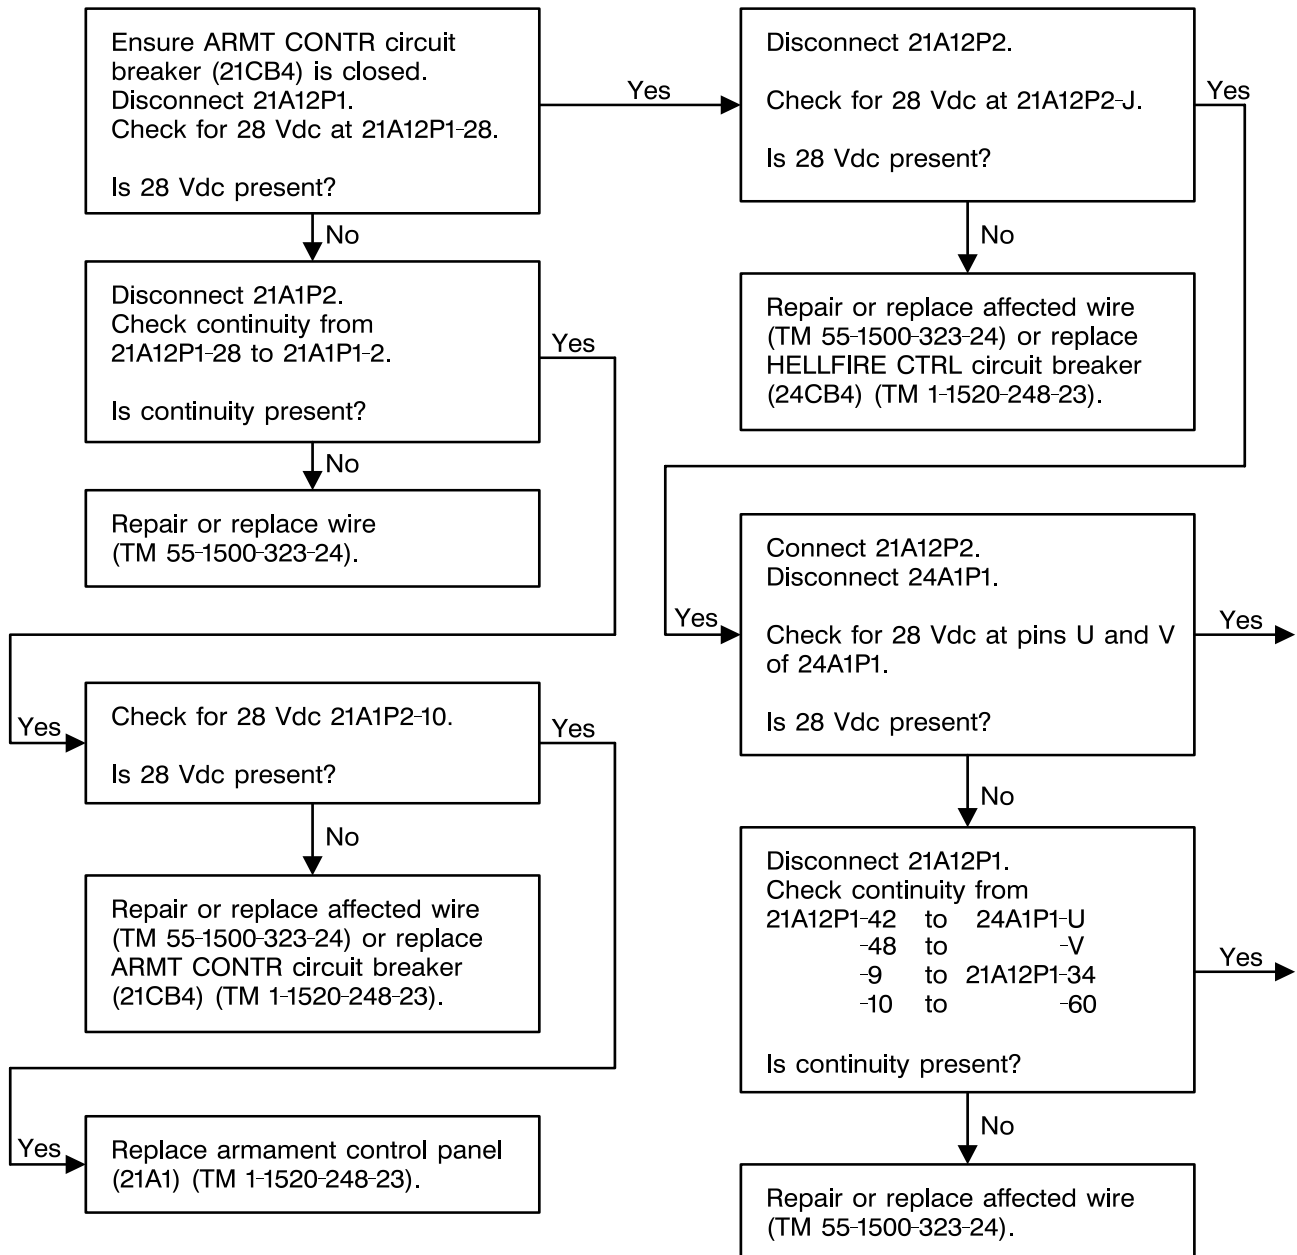 Ensure ARMT CONTR circuit
breaker (21CB4) is closed.
Disconnect 21A12P1.
Check for 28 Vdc at 21A12P1-28.
Is 28 Vdc present?
Yes
No
Disconnect 21A1P2.
Check continuity from
21A12P1-28 to 21A1P1-2.
Is continuity present?
Yes
No
Repair or replace wire
(TM 55-1500-323-24).
Yes
Check for 28 Vdc 21A1P2-10.
Is 28 Vdc present?
Yes
No
Repair or replace affected wire
(TM 55-1500-323-24) or replace
ARMT CONTR circuit breaker
(21CB4) (TM 1-1520-248-23).
Yes
Replace armament control panel
(21A1) (TM 1-1520-248-23).
Disconnect 21A12P2.
Check for 28 Vdc at 21A12P2-J.
Is 28 Vdc present?
Yes
No
Repair or replace affected wire
(TM 55-1500-323-24) or replace
HELLFIRE CTRL circuit breaker
(24CB4) (TM 1-1520-248-23).
Yes
Connect 21A12P2.
Disconnect 24A1P1.
Check for 28 Vdc at pins U and V
of 24A1P1.
Is 28 Vdc present?
Yes
No
Disconnect 21A12P1.
Check continuity from
21A12P1-42 to 24A1P1-U
-48 to -V
-9 to 21A12P1-34
-10 to -60
Is continuity present?
Yes
No
Repair or replace affected wire
(TM 55-1500-323-24).